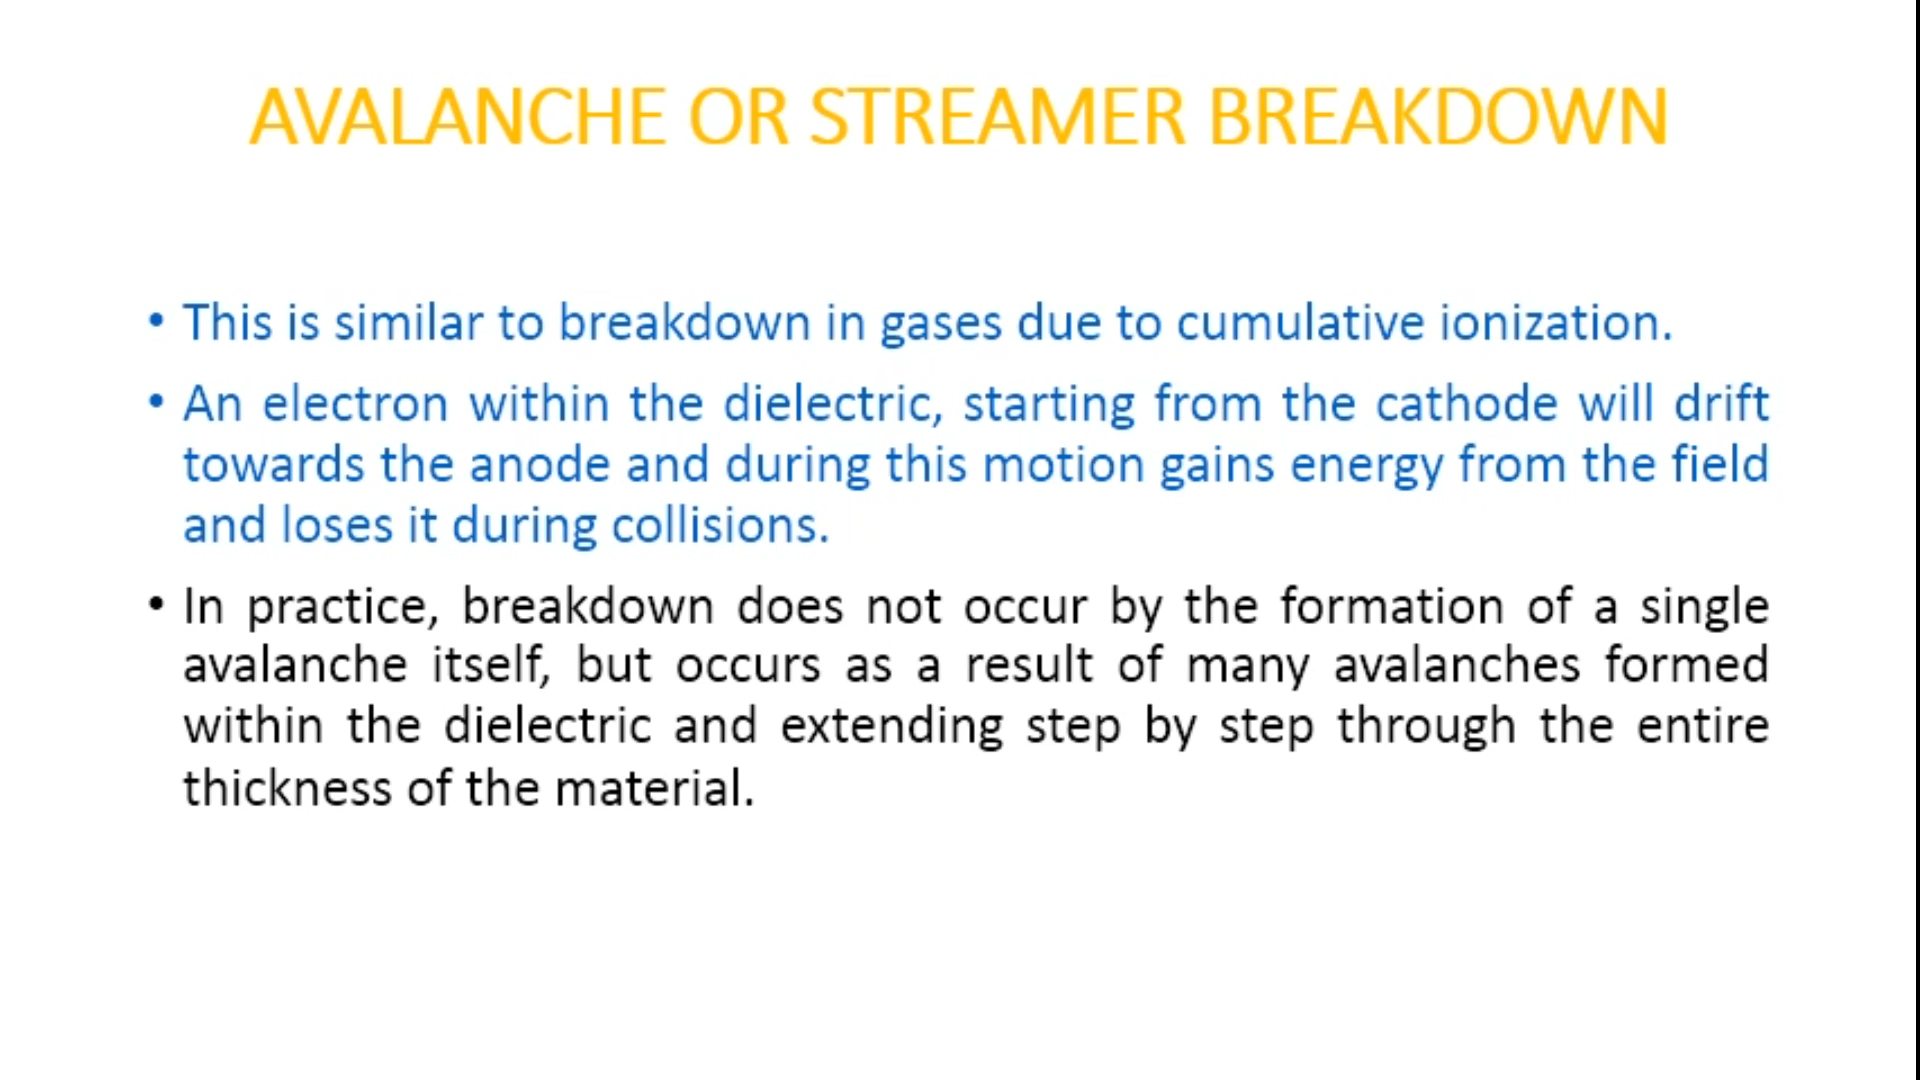 AVALANCHE OR STREAMER BREAKDOWN
• This is similar to breakdown in gases due to cumulative ionization.
• An electron within the dielectric, starting from the cathode will drift
towards the anode and during this motion gains energy from the field
and loses it during collisions.
• In practice, breakdown does not occur by the formation of a single
avalanche itself, but occurs as a result of many avalanches formed
within the dielectric and extending step by step through the entire
thickness of the material.